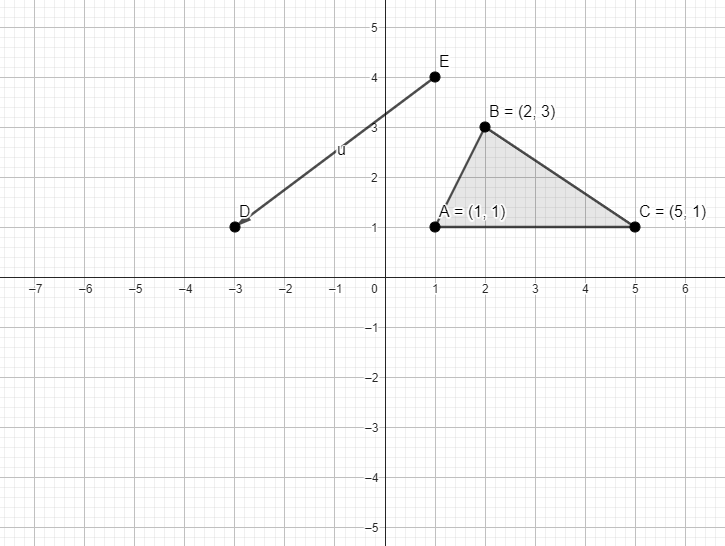 5
E
4
B = (2, 3)
3
u
2
D
A = (1, 1)
C = (5, 1)
1
–7 –6 –5 –4 –3 –2 –1 0 1 2 3 4 5 6
–1
–2
–3
–4
–5